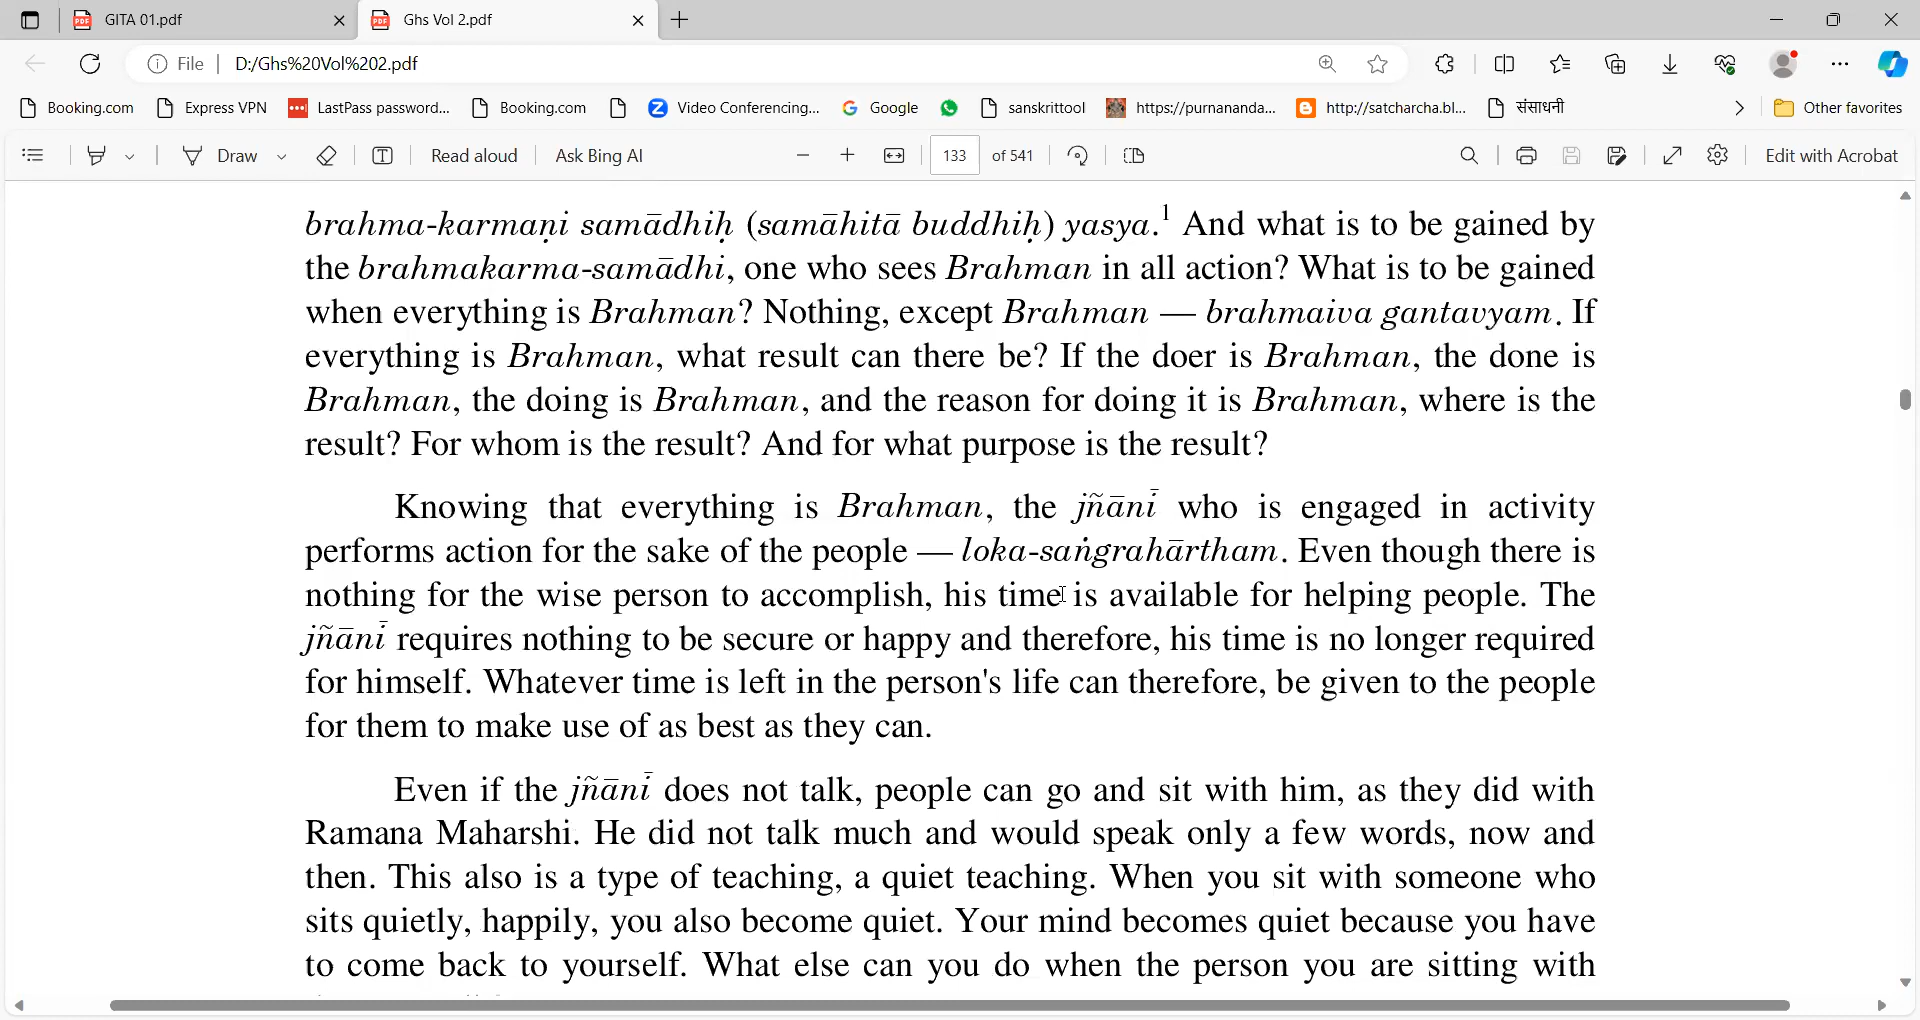 GITA 01.pdf
Ghs Vol 2.pdf
File
D:/Ghs%20Vol%202.pdf
Booking.com
Express VPN
LastPass password...
Booking.com
Video Conferencing...
Google
sanskrittool
https://purnananda...
http://satcharcha.bl...
संसाधनी
Other favorites
Draw
Read aloud
Ask Bing AI
133 of 541
Edit with Acrobat
brahma-karmaṇi samādhiḥ (samāhitā buddhiḥ) yasya.¹ And what is to be gained by
the brahmakarma-samādhi, one who sees Brahman in all action? What is to be gained
when everything is Brahman? Nothing, except Brahman — brahmaiva gantavyam. If
everything is Brahman, what result can there be? If the doer is Brahman, the done is
Brahman, the doing is Brahman, and the reason for doing it is Brahman, where is the
result? For whom is the result? And for what purpose is the result?
Knowing that everything is Brahman, the jñānī who is engaged in activity
performs action for the sake of the people — loka-saṅgrahārtham. Even though there is
nothing for the wise person to accomplish, his time is available for helping people. The
jñānī requires nothing to be secure or happy and therefore, his time is no longer required
for himself. Whatever time is left in the person's life can therefore, be given to the people
for them to make use of as best as they can.
Even if the jñānī does not talk, people can go and sit with him, as they did with
Ramana Maharshi. He did not talk much and would speak only a few words, now and
then. This also is a type of teaching, a quiet teaching. When you sit with someone who
sits quietly, happily, you also become quiet. Your mind becomes quiet because you have
to come back to yourself. What else can you do when the person you are sitting with